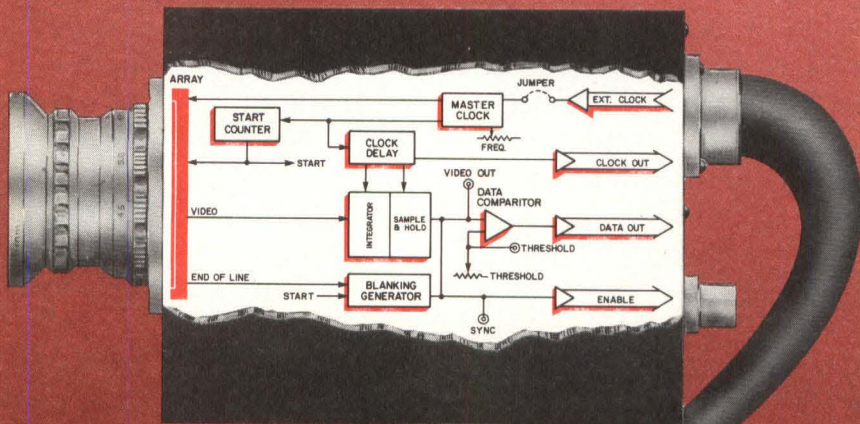 ARRAY
JUMPER
MASTER
CLOCK
EXT. CLOCK
START
COUNTER
FREQ.
CLOCK
DELAY
START
CLOCK OUT
VIDEO OUT
DATA
COMPARITOR
VIDEO
INTEGRATOR
SAMPLE
& HOLD
DATA OUT
THRESHOLD
THRESHOLD
END OF LINE
START
BLANKING
GENERATOR
ENABLE
SYNC